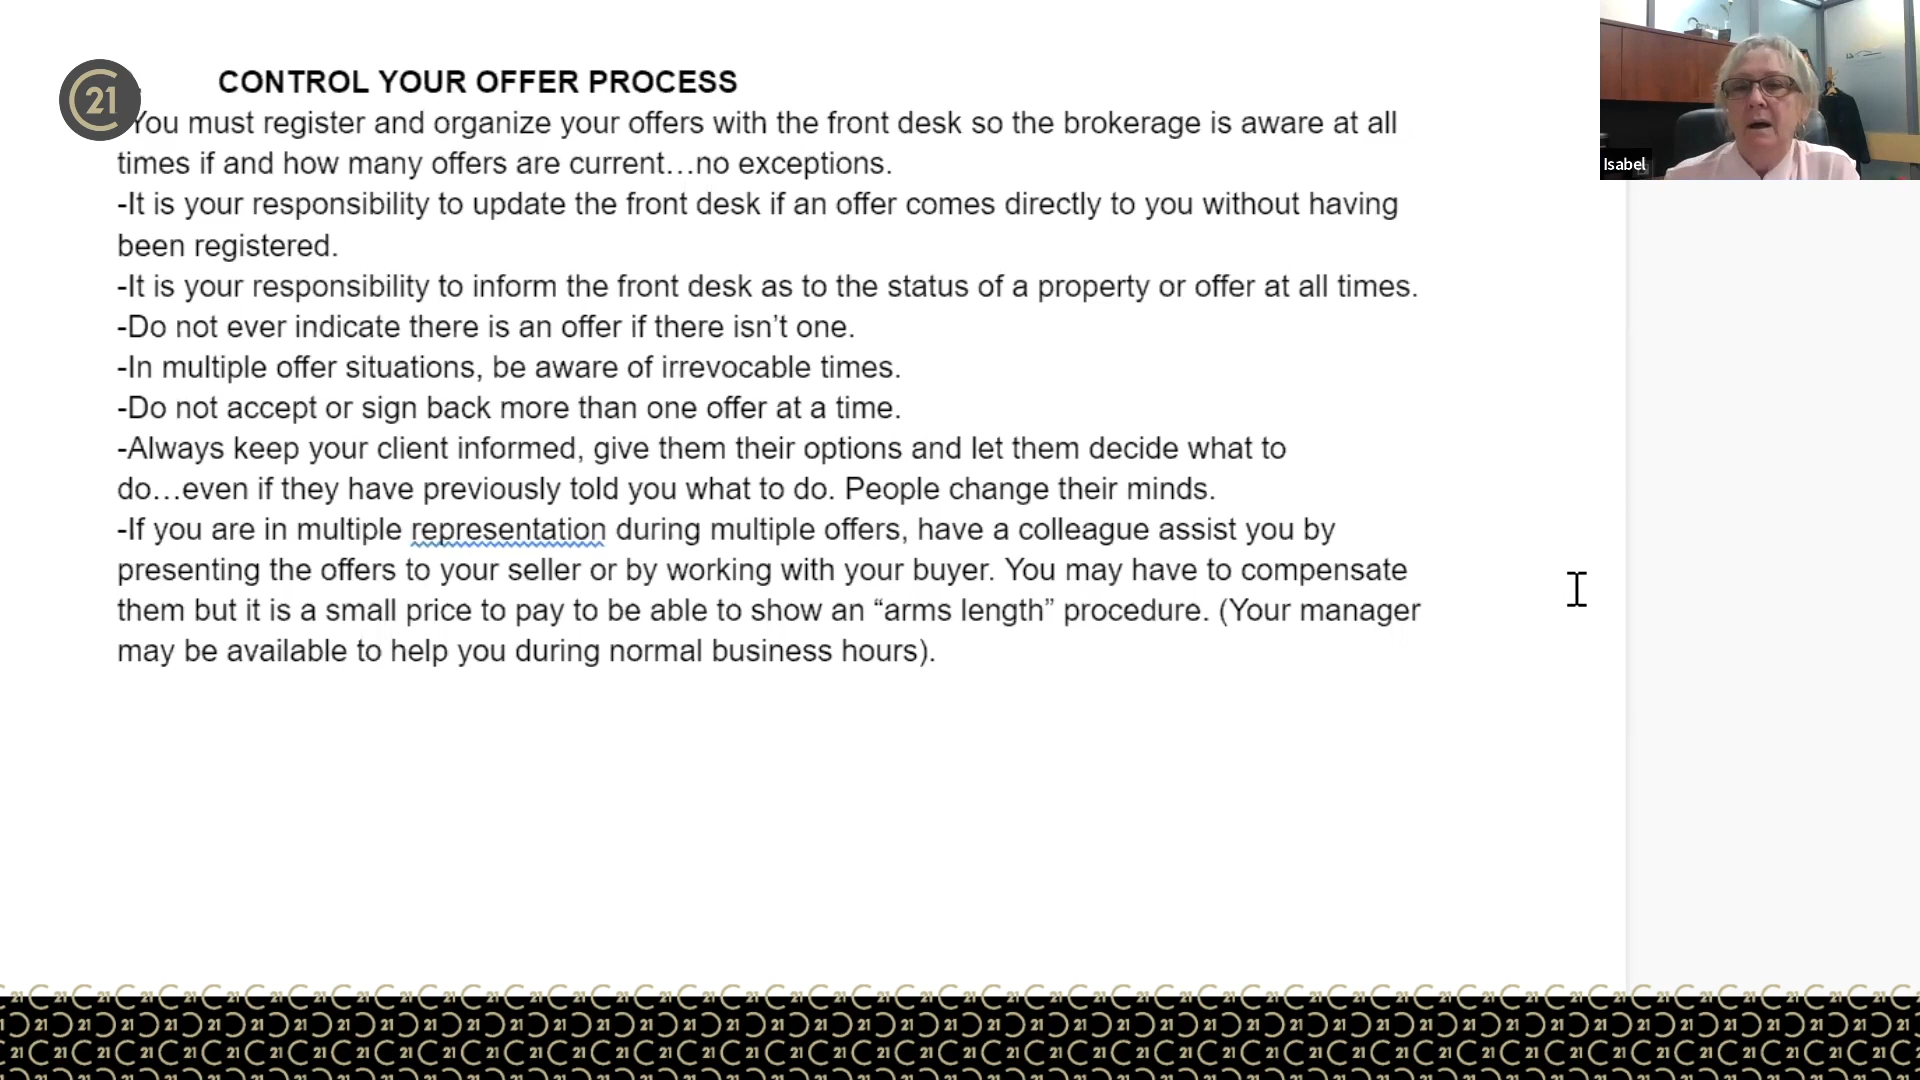 CONTROL YOUR OFFER PROCESS
You must register and organize your offers with the front desk so the brokerage is aware at all
times if and how many offers are current…no exceptions.
-It is your responsibility to update the front desk if an offer comes directly to you without having
been registered.
-It is your responsibility to inform the front desk as to the status of a property or offer at all times.
-Do not ever indicate there is an offer if there isn’t one.
-In multiple offer situations, be aware of irrevocable times.
-Do not accept or sign back more than one offer at a time.
-Always keep your client informed, give them their options and let them decide what to
do…even if they have previously told you what to do. People change their minds.
-If you are in multiple representation during multiple offers, have a colleague assist you by
presenting the offers to your seller or by working with your buyer. You may have to compensate
them but it is a small price to pay to be able to show an “arms length” procedure. (Your manager
may be available to help you during normal business hours).
C21
Isabel